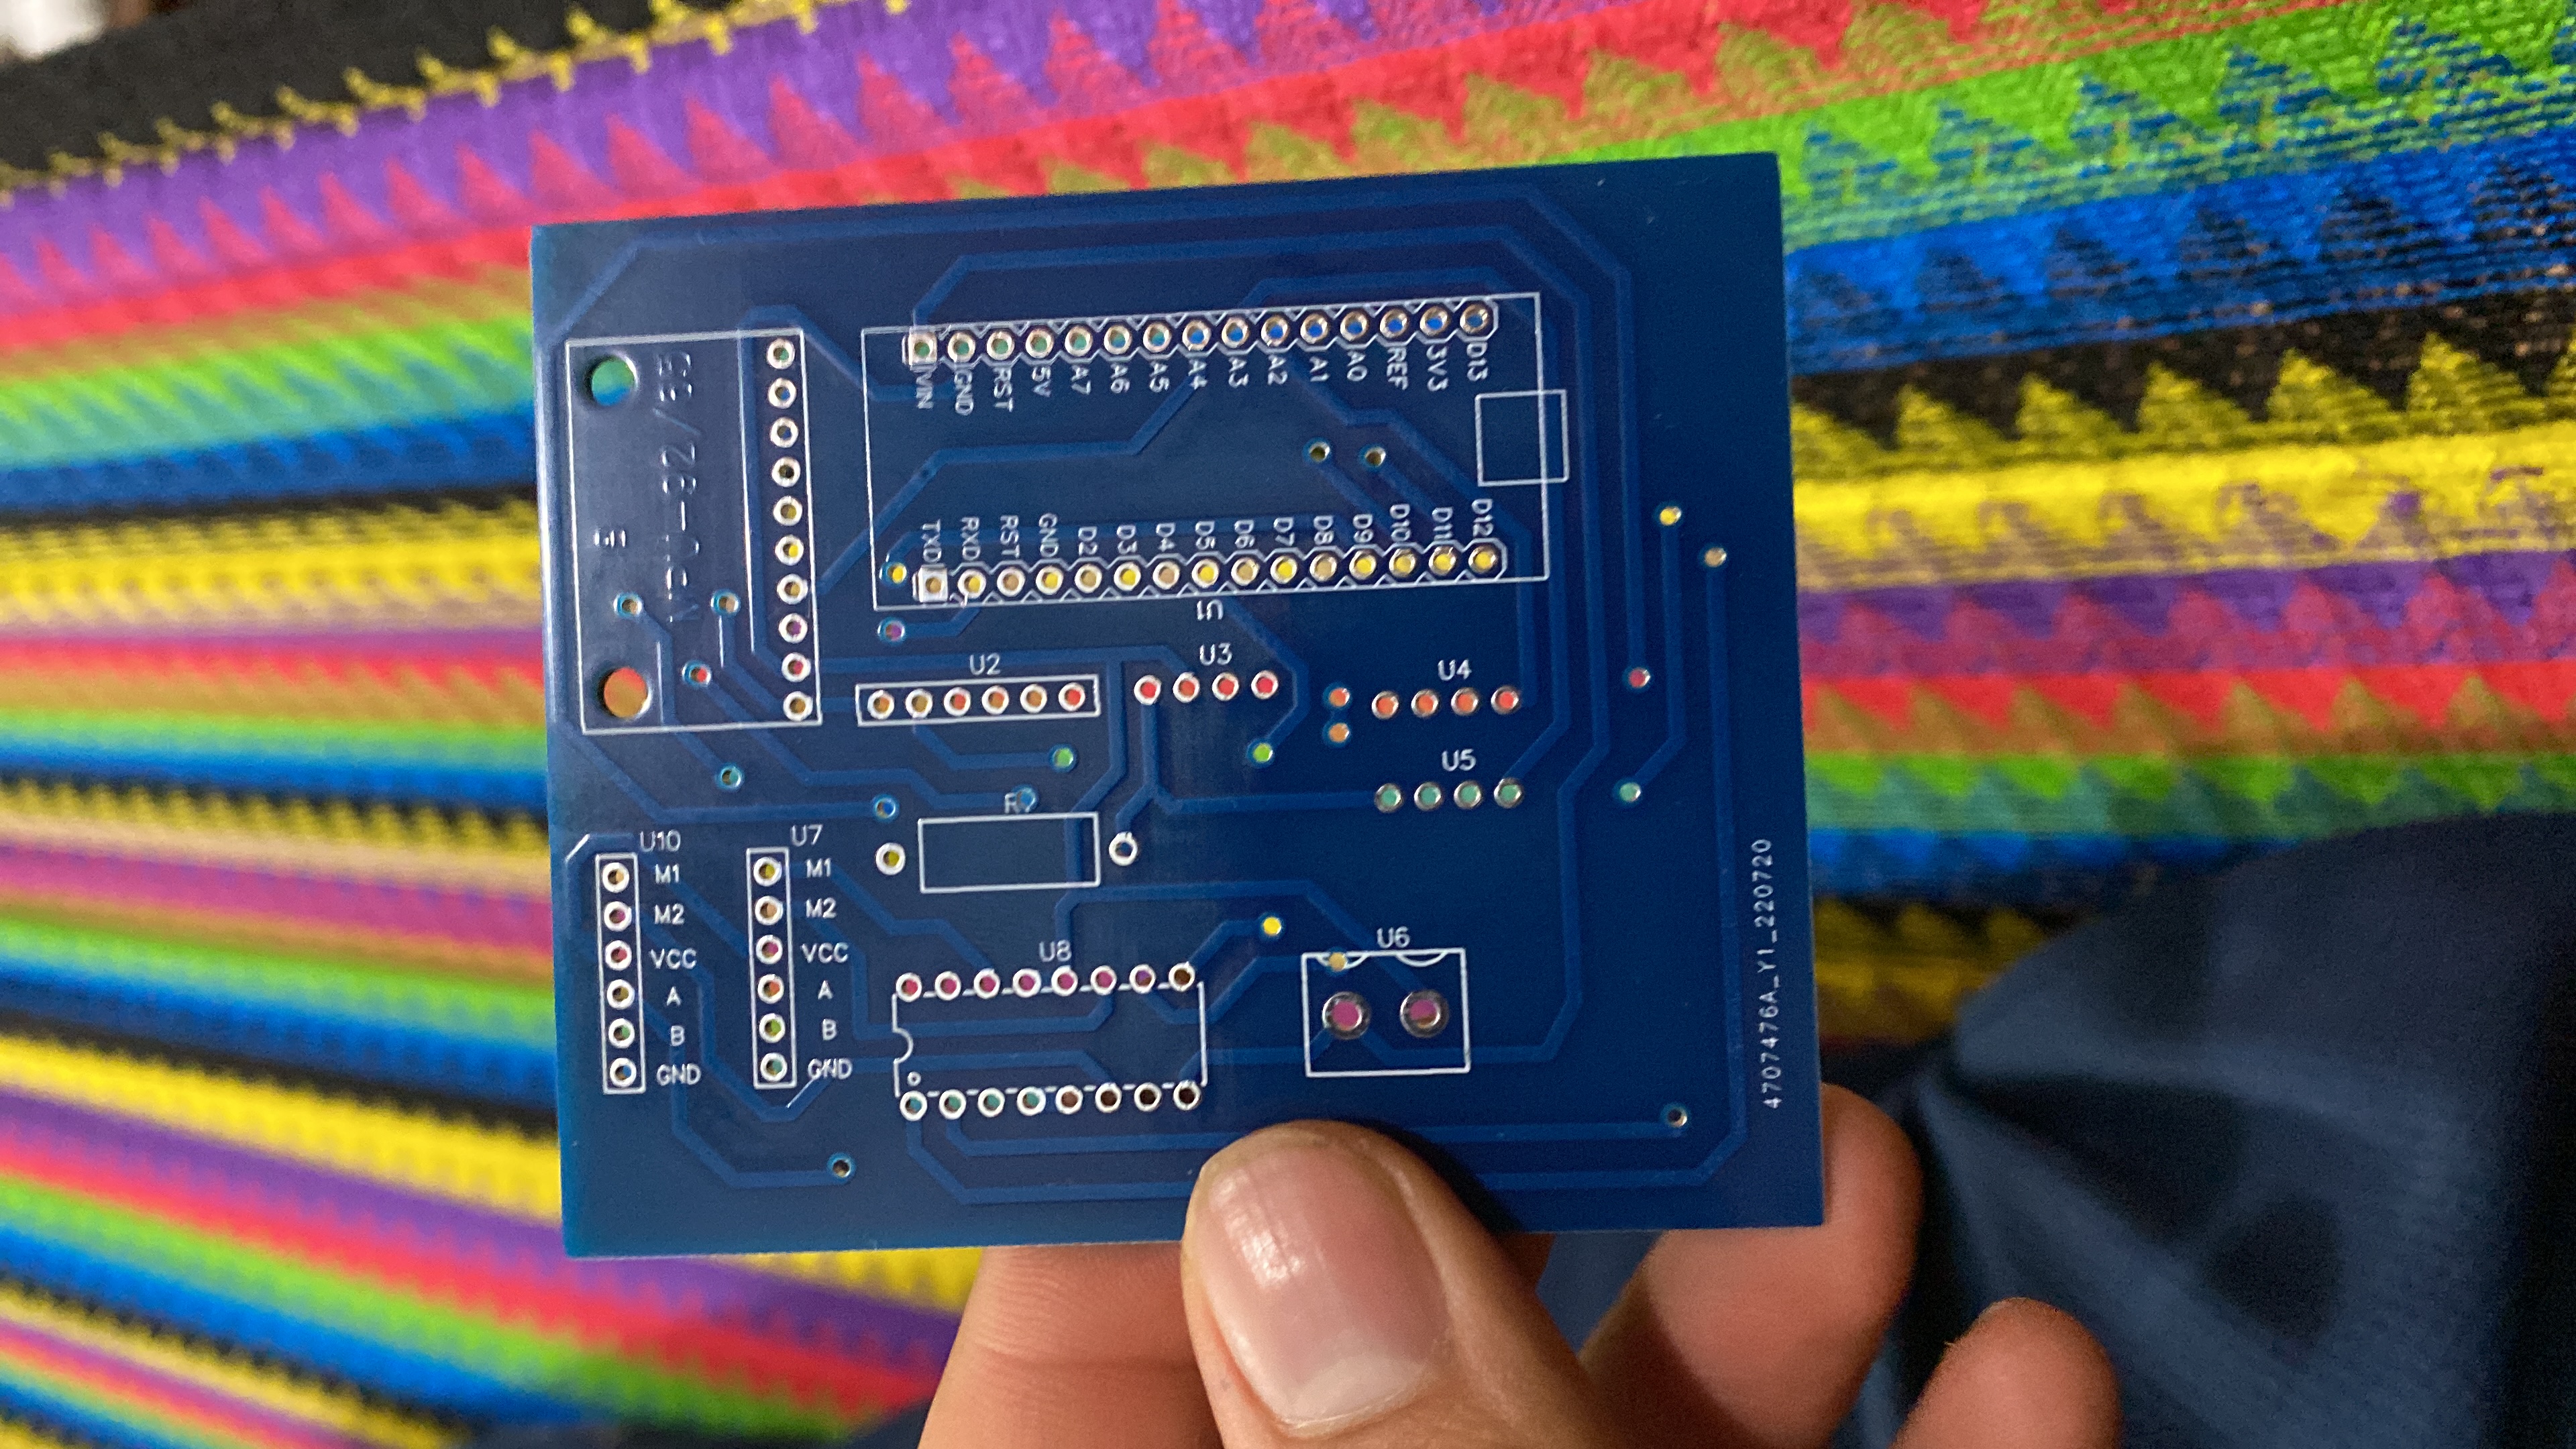 GND B A VCC M2 M1
U10
MPU-92/65
GND B A VCC M2 M1
U7
U8
R
U2
U3
U6
U5
U4
TXD
RXD
RST
GND
D2
D3
D4
D5
D6
D7
D8
D9
D10
D11
D12
VIN
GND
RST
5V
A7
A6
A5
A4
A3
A2
A1
A0
REF
3V3
D13
4707476A_Y1_220720